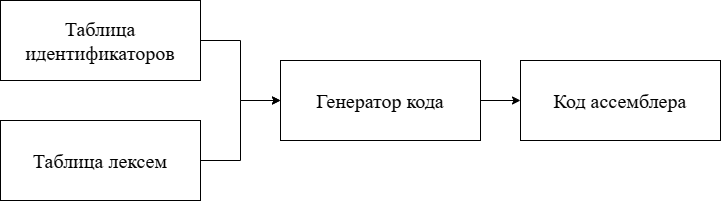 Таблица
идентификаторов
Генератор кода
Код ассемблера
Таблица лексем